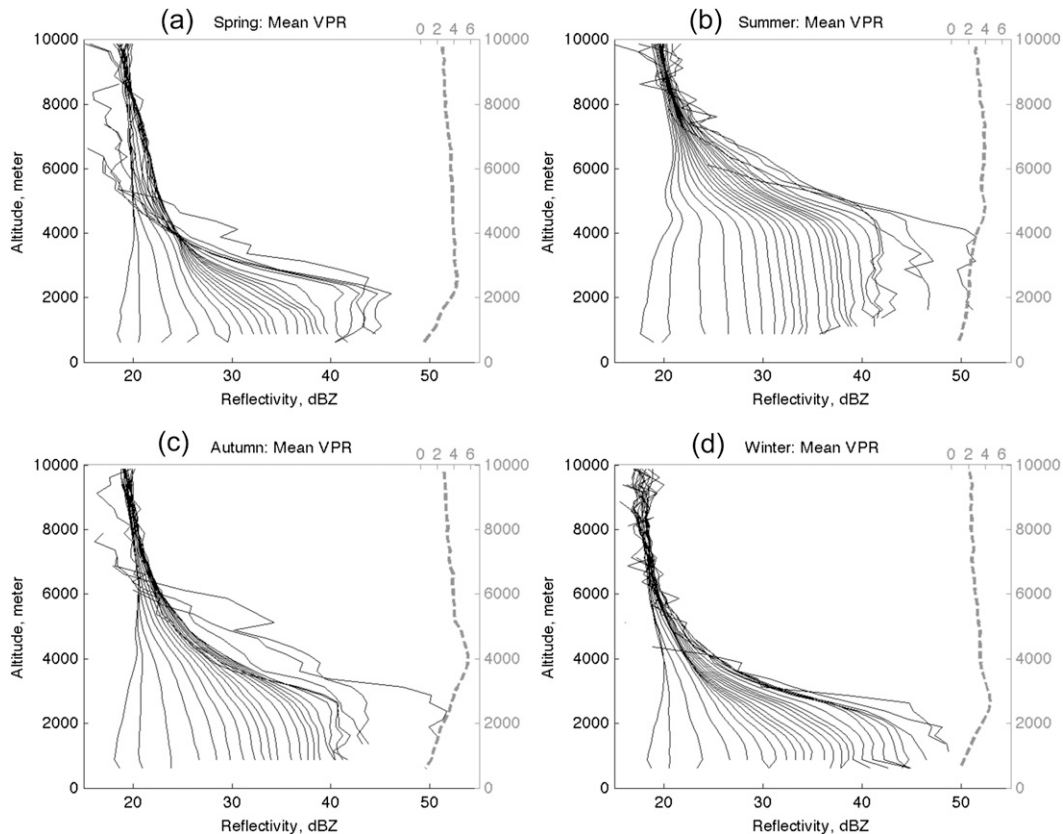 (a) Spring: Mean VPR
0 2 4 6
10000
8000
6000
4000
2000
0
Altitude, meter
10000
8000
6000
4000
2000
0
20 30 40 50
Reflectivity, dBZ
(b) Summer: Mean VPR
0 2 4 6
10000
8000
6000
4000
2000
0
Altitude, meter
10000
8000
6000
4000
2000
0
20 30 40 50
Reflectivity, dBZ
(c) Autumn: Mean VPR
0 2 4 6
10000
8000
6000
4000
2000
0
Altitude, meter
10000
8000
6000
4000
2000
0
20 30 40 50
Reflectivity, dBZ
(d) Winter: Mean VPR
0 2 4 6
10000
8000
6000
4000
2000
0
Altitude, meter
10000
8000
6000
4000
2000
0
20 30 40 50
Reflectivity, dBZ